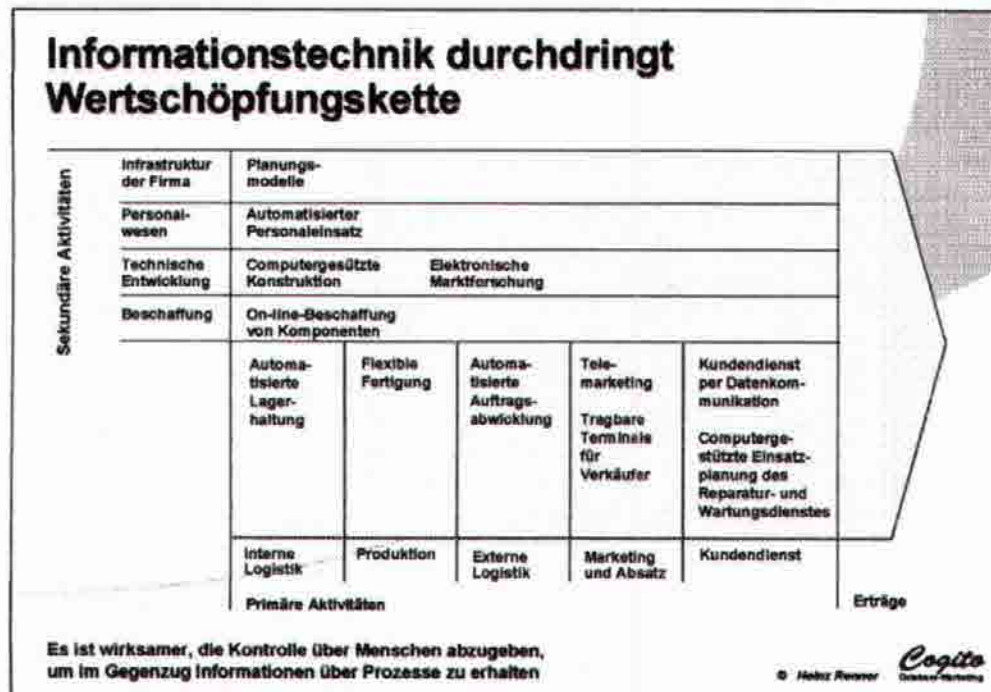 Informationstechnik durchdringt
Wertschöpfungskette
Sekundäre Aktivitäten
Infrastruktur
der Firma
Planungs-
modelle
Personal-
wesen
Automatisierter
Personaleinsatz
Technische
Entwicklung
Computergesützte
Konstruktion
Elektronische
Marktforschung
Beschaffung
On-line-Beschaffung
von Komponenten
Automa-
tisierte
Lager-
haltung
Flexible
Fertigung
Automa-
tisierte
Auftrags-
abwicklung
Tele-
marketing
Tragbare
Terminals
für
Verkäufer
Kundendienst
per Datenkom-
munikation
Computerge-
stützte Einsatz-
planung des
Reparatur- und
Wartungsdienstes
Interne
Logistik
Produktion
Externe
Logistik
Marketing
und Absatz
Kundendienst
Primäre Aktivitäten
Erträge
Es ist wirksamer, die Kontrolle über Menschen abzugeben,
um im Gegenzug Informationen über Prozesse zu erhalten
© Heinz
Cogito